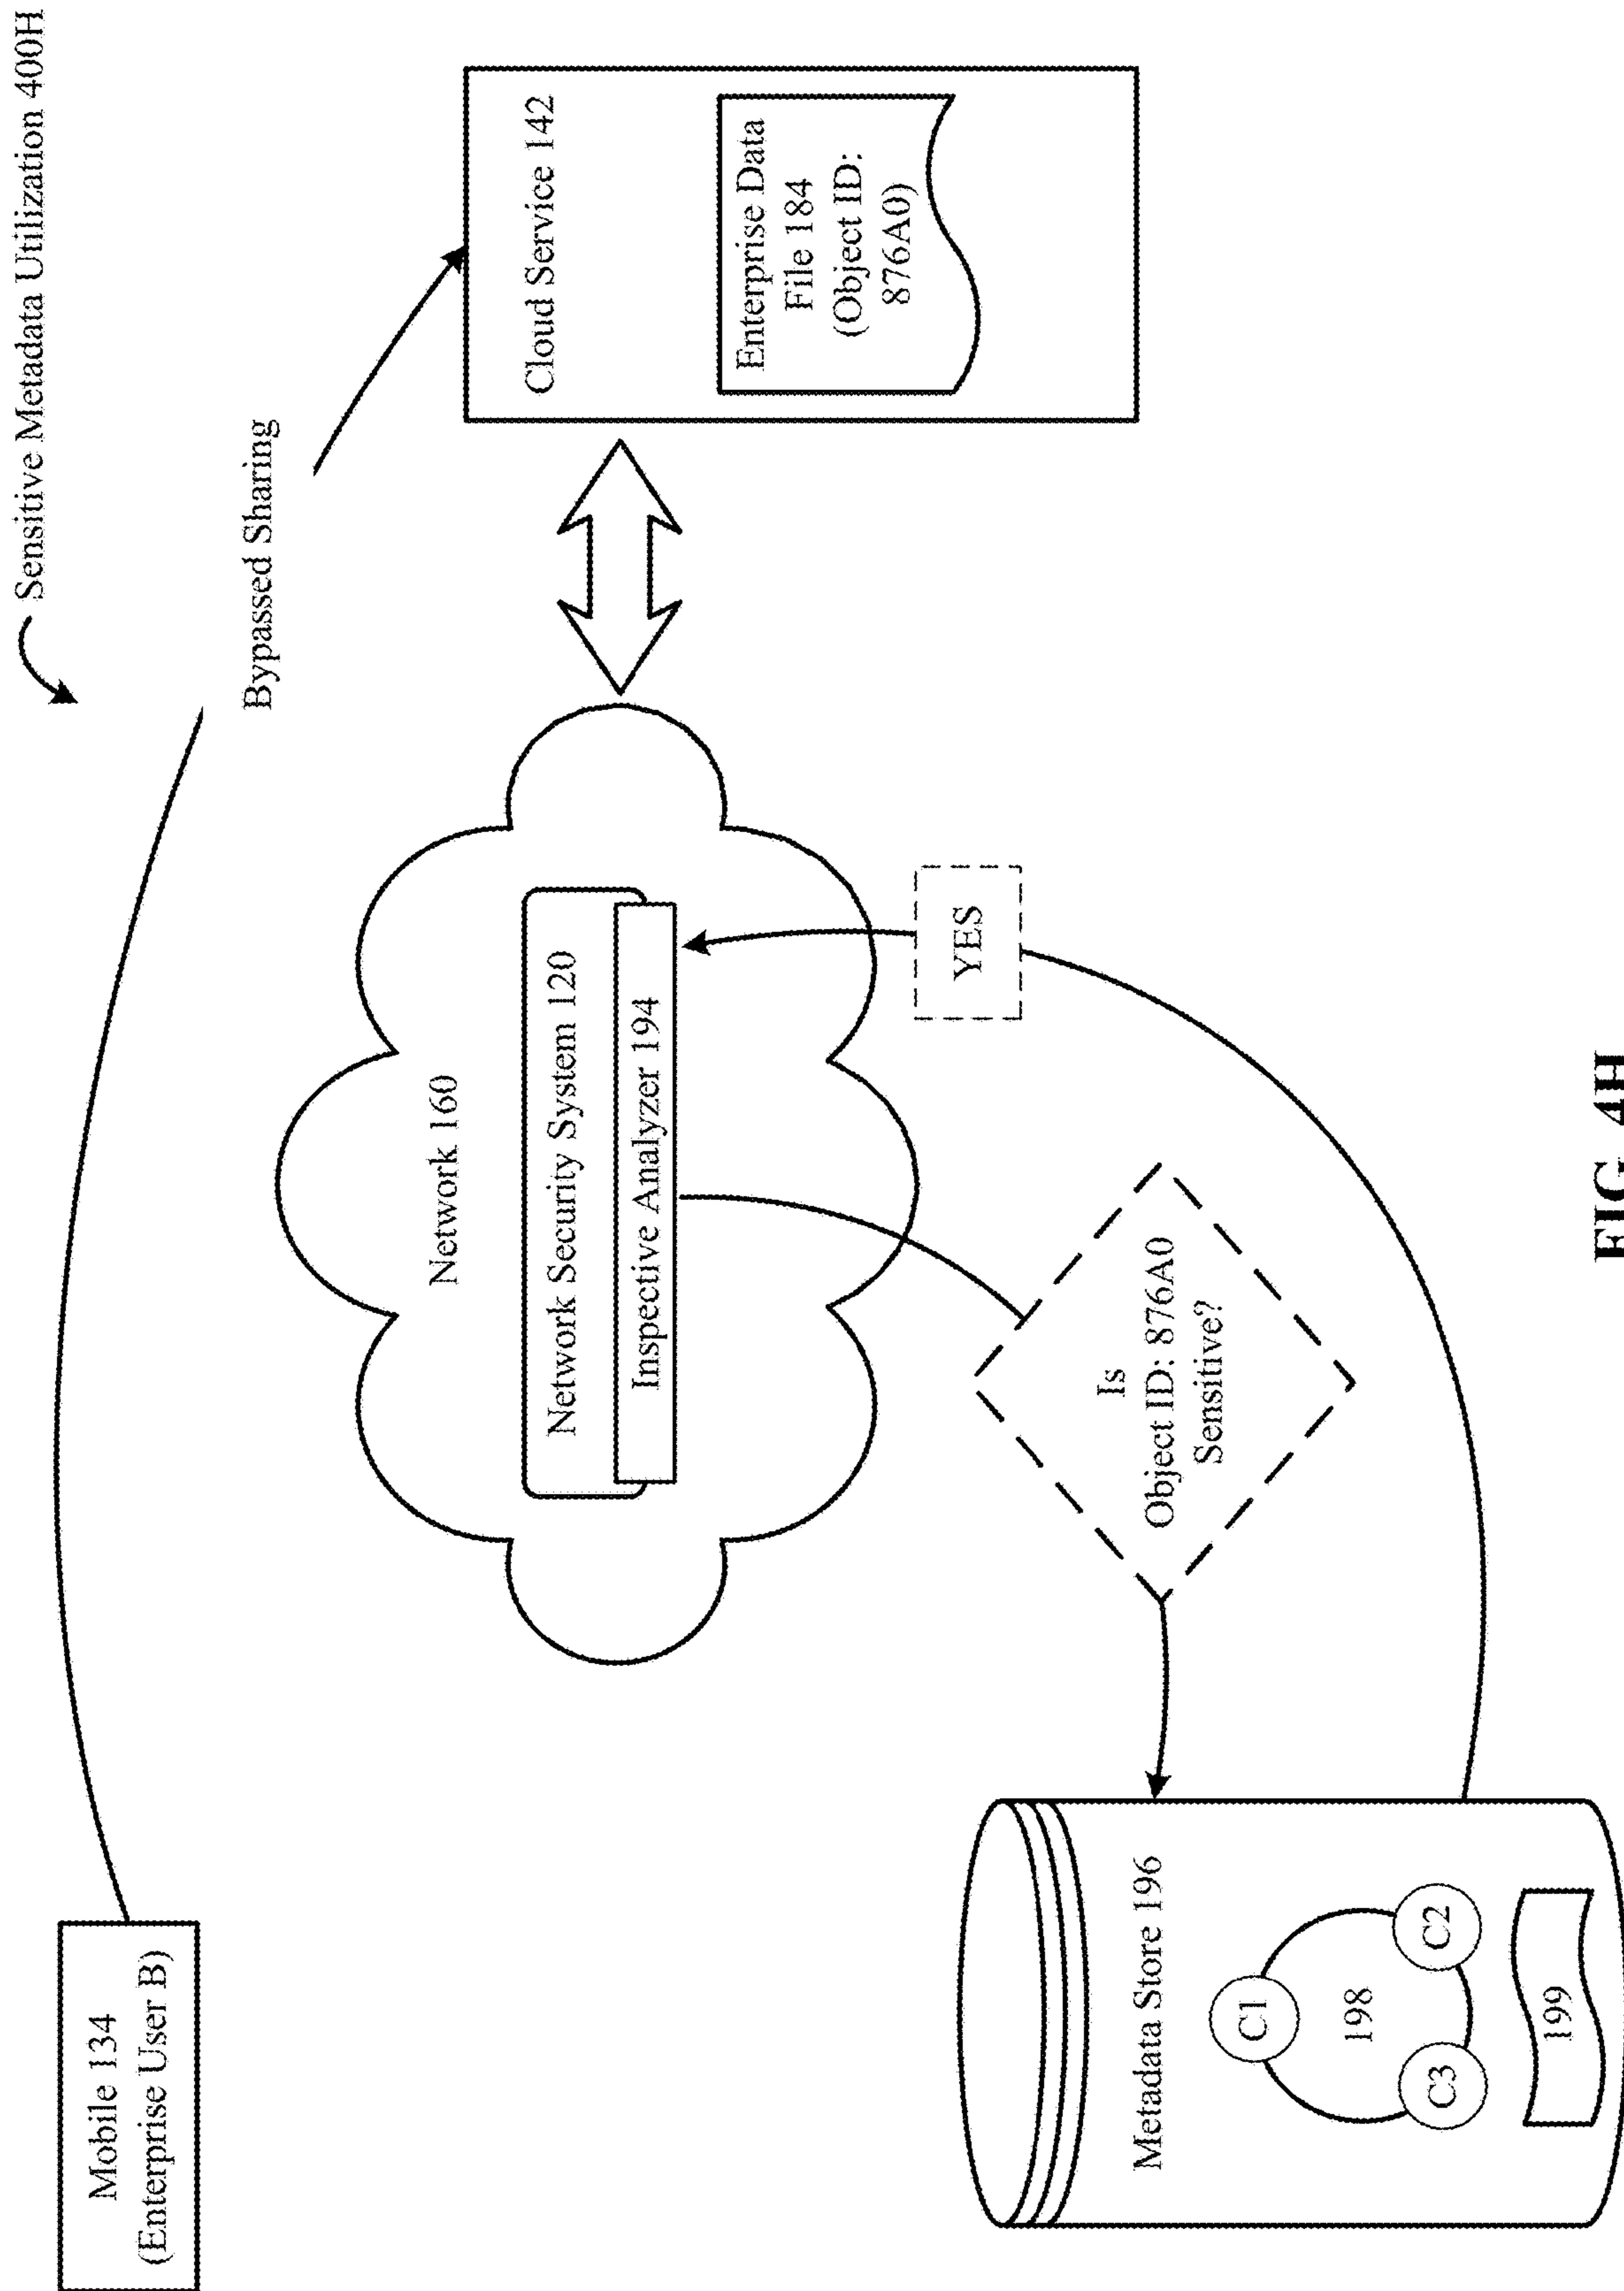 Sensitive Metadata Utilization 400H
Mobile 134
(Enterprise User B)
Bypassed Sharing
Network 160
Network Security System 120
Inspective Analyzer 194
Cloud Service 142
Enterprise Data
File 184
(Object ID:
876A0)
YES
Is
Object ID: 876A0
Sensitive?
Metadata Store 196
C1
198
C3
C2
199
FIG. 4H